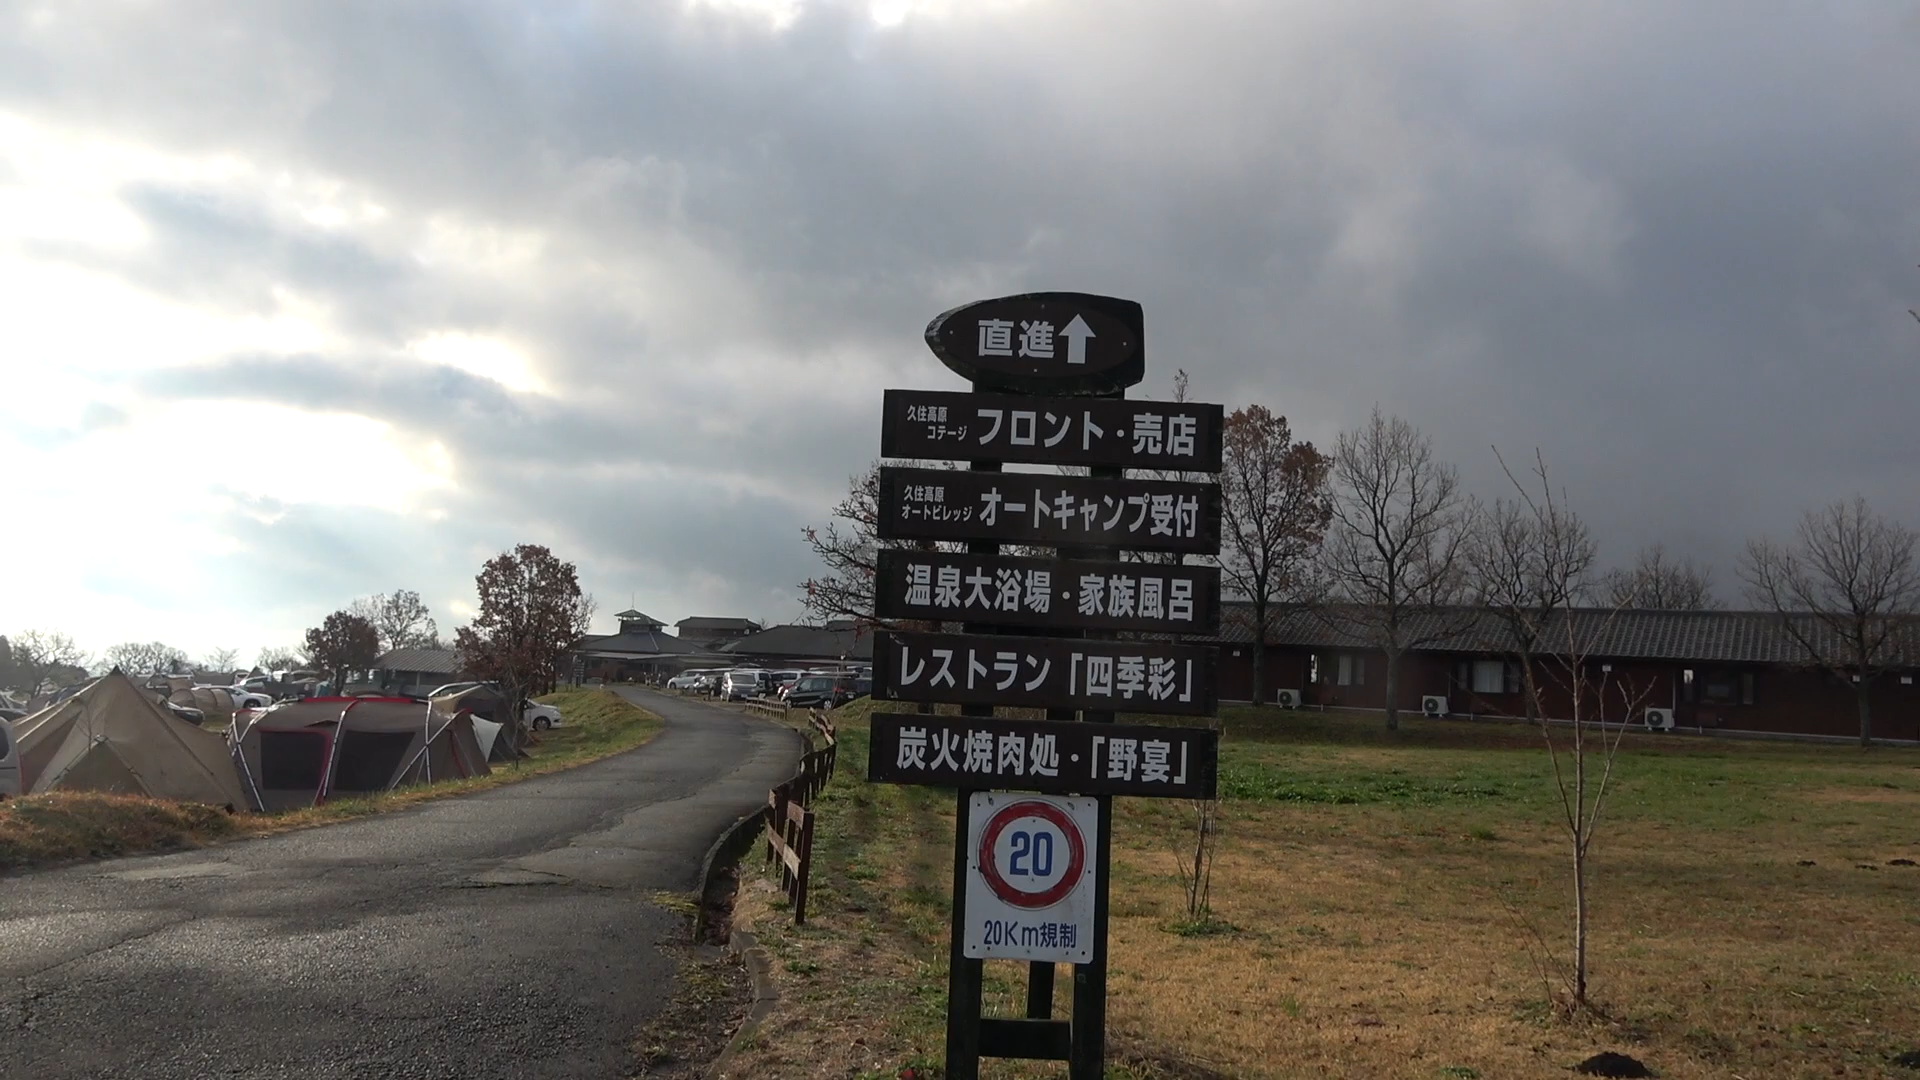 直進↑
久住高原
コテージ フロント・売店
久住高原
オートビレッジ オートキャンプ受付
温泉大浴場・家族風呂
レストラン「四季彩」
炭火焼肉処・「野宴」
20
20Km規制